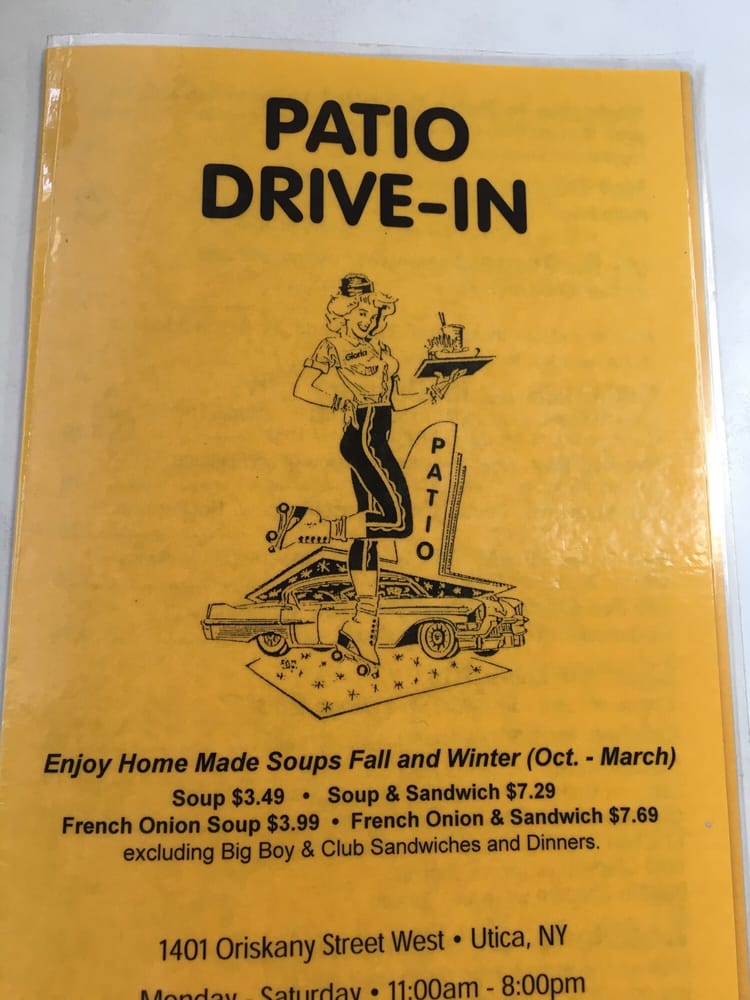 PATIO
DRIVE-IN
Gloria
PATIO
Enjoy Home Made Soups Fall and Winter (Oct. - March)
Soup $3.49 • Soup & Sandwich $7.29
French Onion Soup $3.99 • French Onion & Sandwich $7.69
excluding Big Boy & Club Sandwiches and Dinners.
1401 Oriskany Street West • Utica, NY
Monday - Saturday • 11:00am - 8:00pm